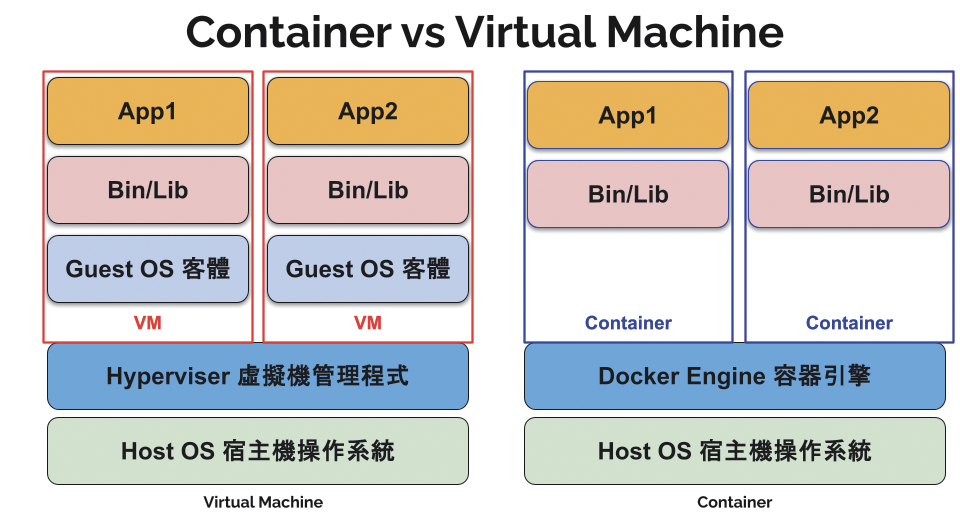 Container vs Virtual Machine
App1
App2
Bin/Lib
Bin/Lib
Guest OS 客體
Guest OS 客體
VM
VM
Hyperviser 虛擬機管理程式
Host OS 宿主機操作系統
Virtual Machine
App1
App2
Bin/Lib
Bin/Lib
Container
Container
Docker Engine 容器引擎
Host OS 宿主機操作系統
Container